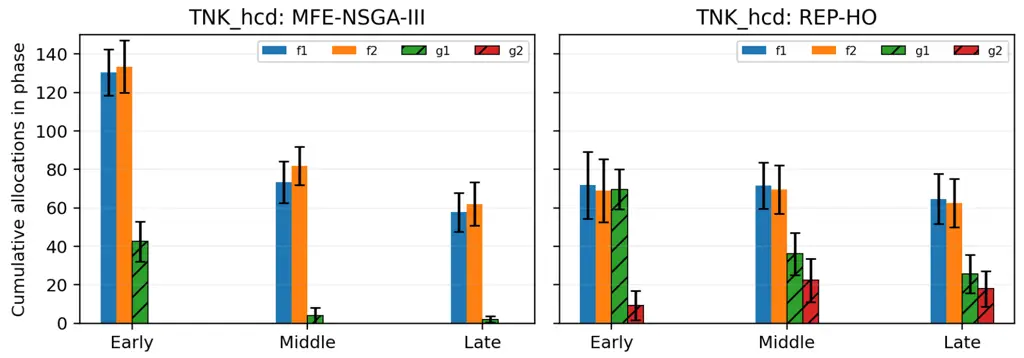 TNK_hcd: MFE-NSGA-III
TNK_hcd: REP-HO
Cumulative allocations in phase
140
120
100
80
60
40
20
0
f1 f2 g1 g2
f1 f2 g1 g2
Early Middle Late
Early Middle Late